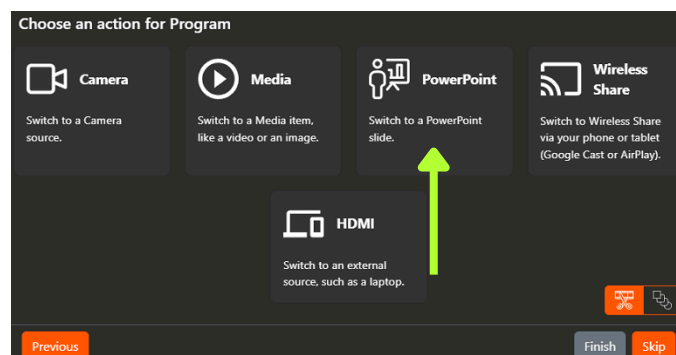 Choose an action for Program
Camera
Switch to a Camera
source.
Media
Switch to a Media item,
like a video or an image.
PowerPoint
Switch to a PowerPoint
slide.
Wireless
Share
Switch to Wireless Share
via your phone or tablet
(Google Cast or AirPlay).
HDMI
Switch to an external
source, such as a laptop.
Previous
Finish
Skip